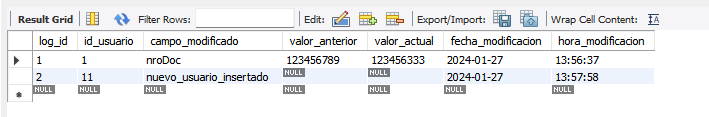 Result Grid Filter Rows: Edit: Export/Import: Wrap Cell Content: IA
log_id id_usuario campo_modificado valor_anterior valor_actual fecha_modificacion hora_modificacion
1 1 nroDoc 123456789 123456333 2024-01-27 13:56:37
2 11 nuevo_usuario_insertado NULL NULL 2024-01-27 13:57:58
NULL NULL NULL NULL NULL NULL NULL